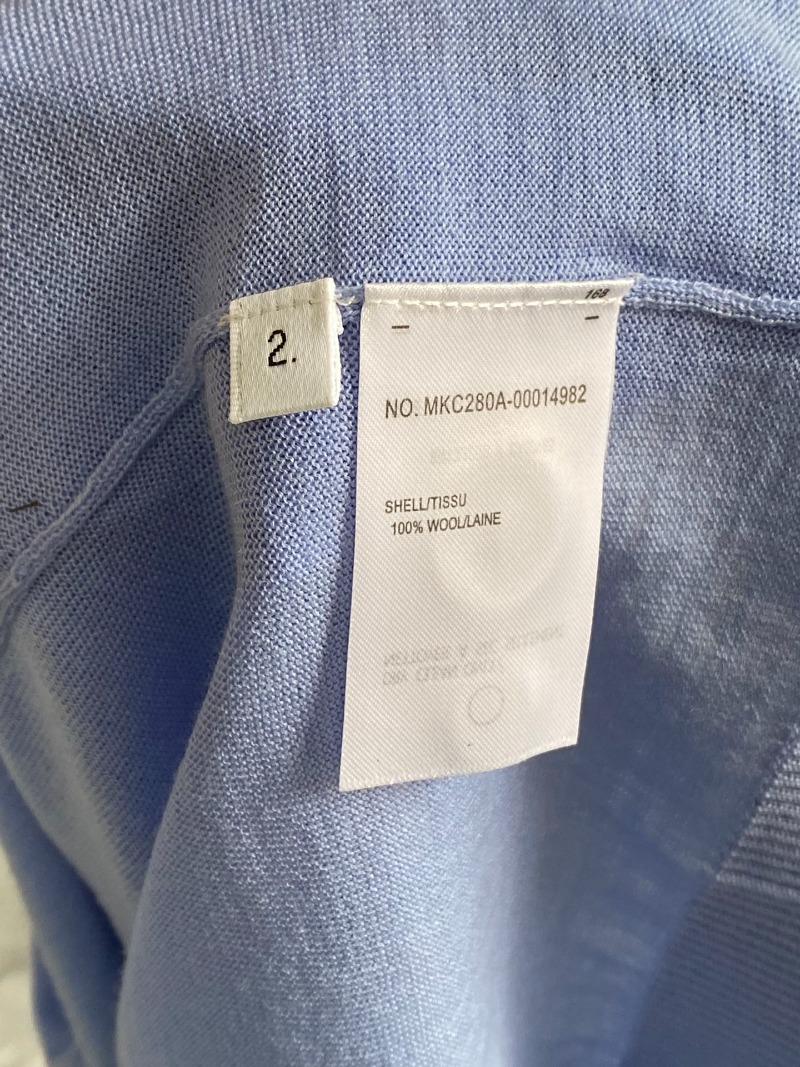 2.
168
NO. MKC280A-00014982
SHELL/TISSU
100% WOOL/LAINE